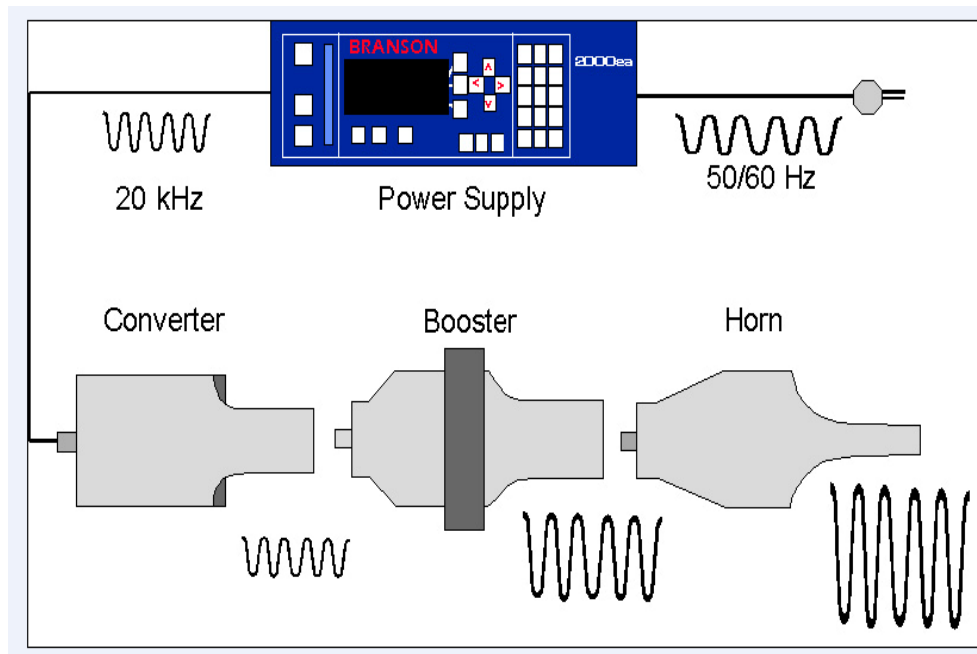 BRANSON
2000ea
20 kHz
Power Supply
50/60 Hz
Converter
Booster
Horn